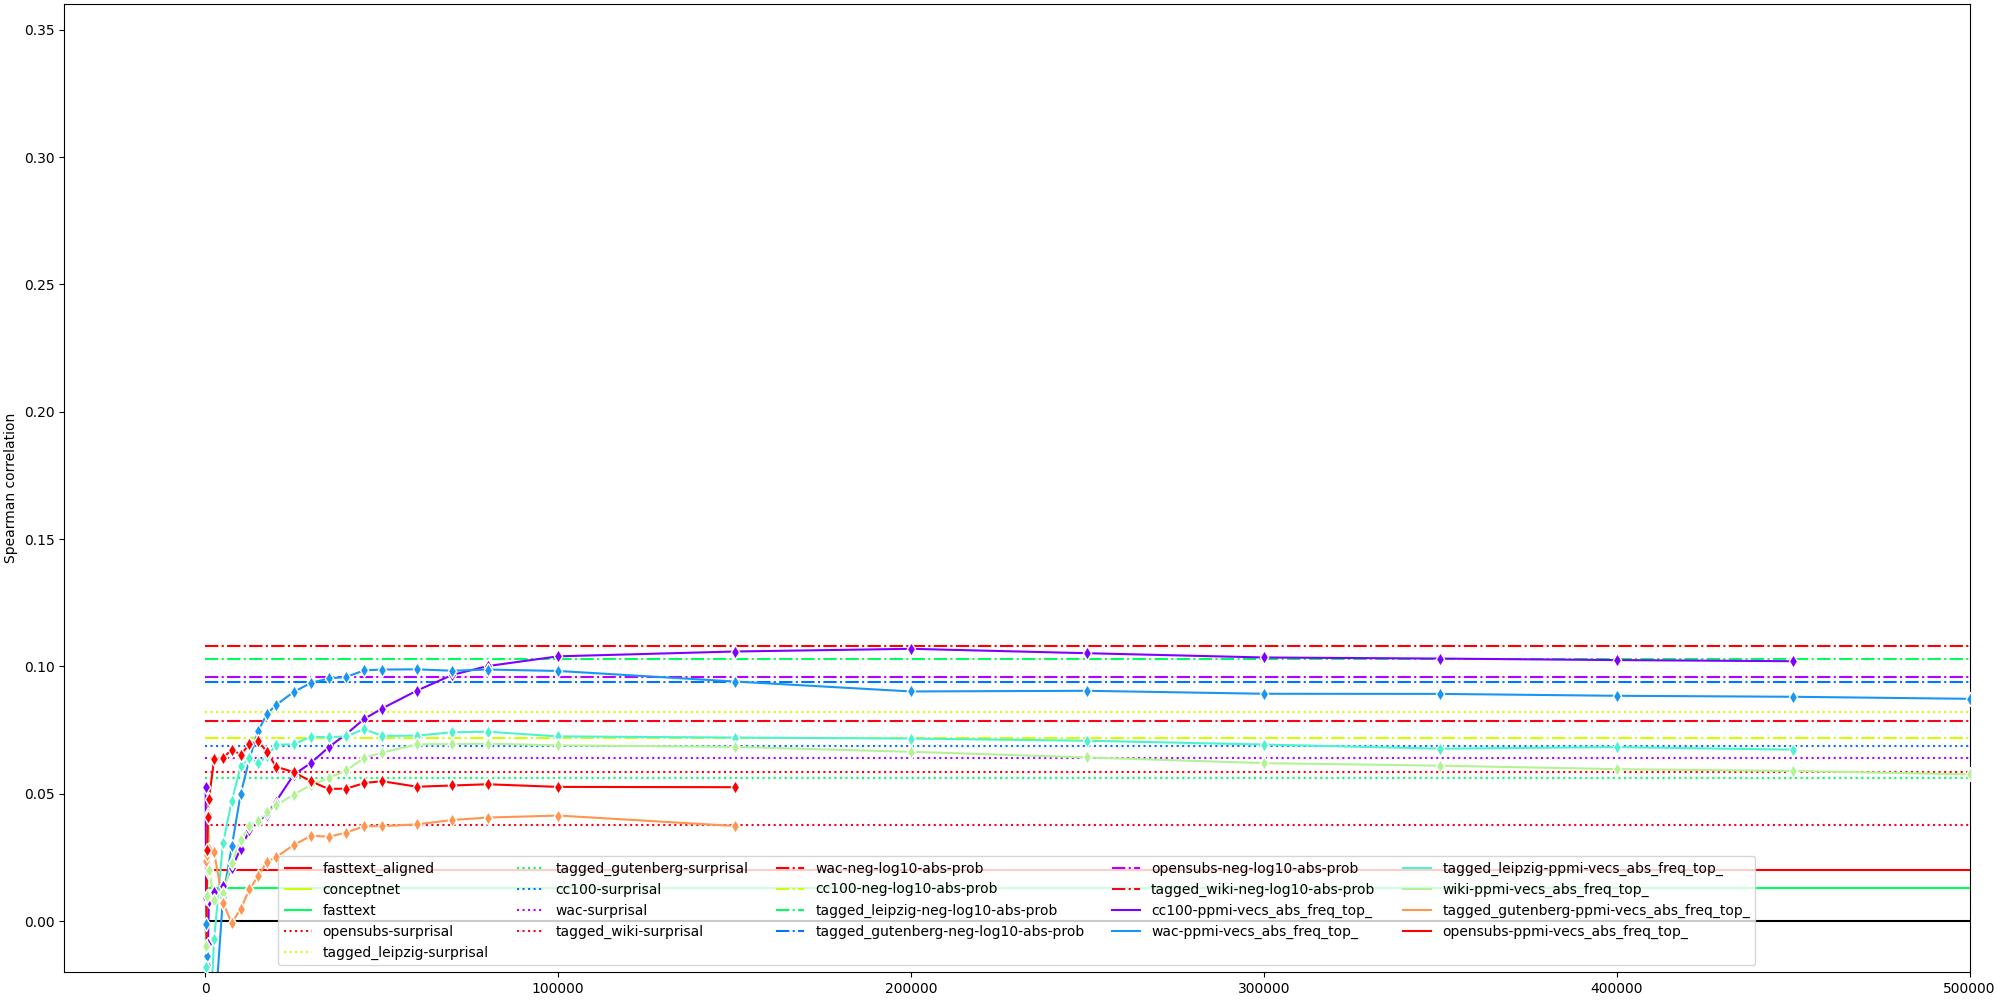 0.35
0.30
0.25
0.20
0.15
0.10
0.05
0.00
Spearman correlation
fasttext_aligned
conceptnet
fasttext
opensubs-surprisal
tagged_leipzig-surprisal
tagged_gutenberg-surprisal
cc100-surprisal
wac-surprisal
tagged_wiki-surprisal
wac-neg-log10-abs-prob
cc100-neg-log10-abs-prob
tagged_leipzig-neg-log10-abs-prob
tagged_gutenberg-neg-log10-abs-prob
opensubs-neg-log10-abs-prob
tagged_wiki-neg-log10-abs-prob
cc100-ppmi-vecs_abs_freq_top_
wac-ppmi-vecs_abs_freq_top_
tagged_leipzig-ppmi-vecs_abs_freq_top_
wiki-ppmi-vecs_abs_freq_top_
tagged_gutenberg-ppmi-vecs_abs_freq_top_
opensubs-ppmi-vecs_abs_freq_top_
0 100000 200000 300000 400000 500000